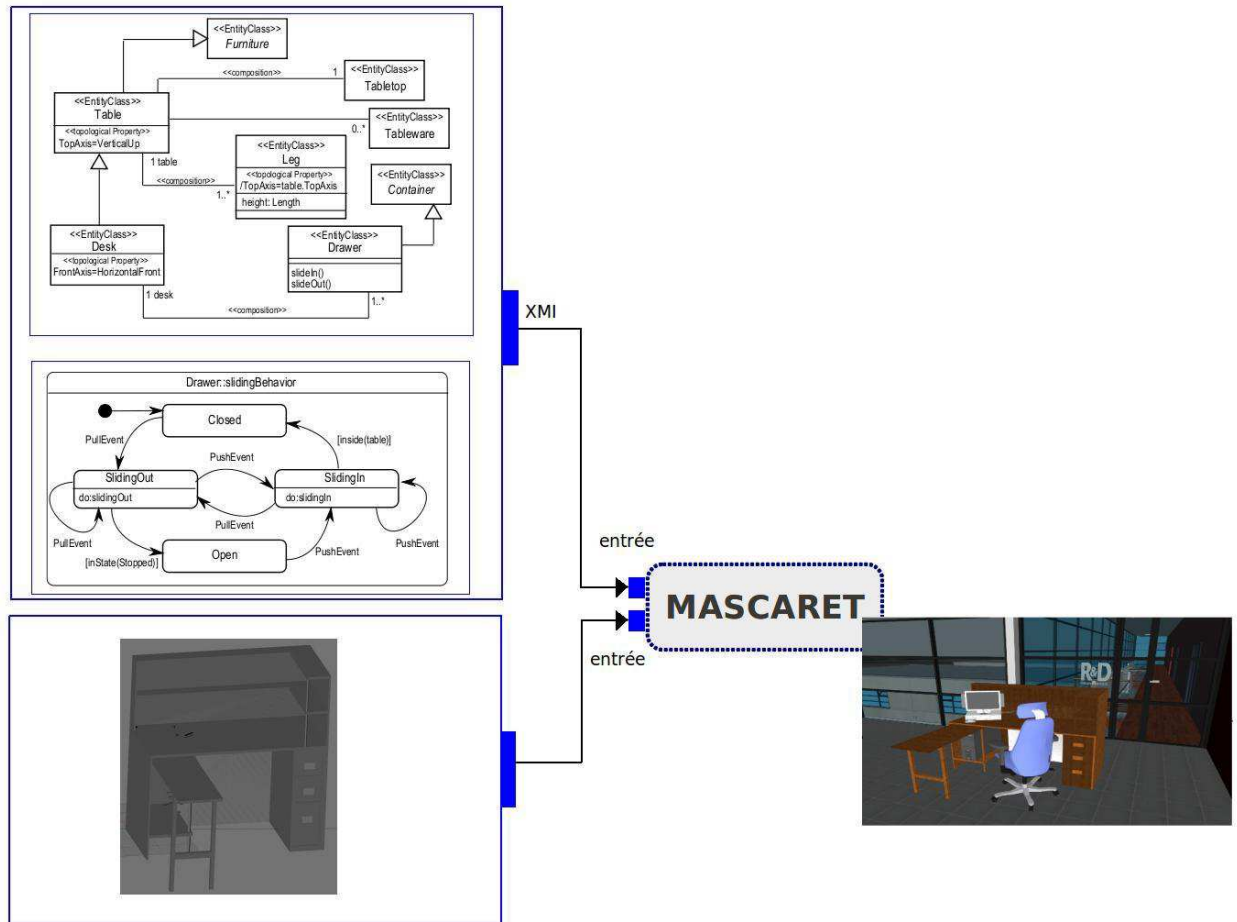 <<EntityClass>>
Furniture
<<composition>>
1
<<EntityClass>>
Tabletop
<<EntityClass>>
Table
<<topological Property>>
TopAxis=VerticalUp
0..*
<<EntityClass>>
Tableware
1 table
<<composition>>
1..*
<<EntityClass>>
Leg
<<topological Property>>
/TopAxis=table.TopAxis
height: Length
<<EntityClass>>
Container
<<EntityClass>>
Desk
<<topological Property>>
FrontAxis=HorizontalFront
<<EntityClass>>
Drawer
slideIn()
slideOut()
1 desk
<<composition>>
1..*
XMI
Drawer::slidingBehavior
Closed
PullEvent
[inside(table)]
PushEvent
SlidingOut
do:slidingOut
SlidingIn
do:slidingIn
PullEvent
PullEvent
PushEvent
[inState(Stopped)]
Open
PushEvent
entrée
MASCARET
entrée
R&D